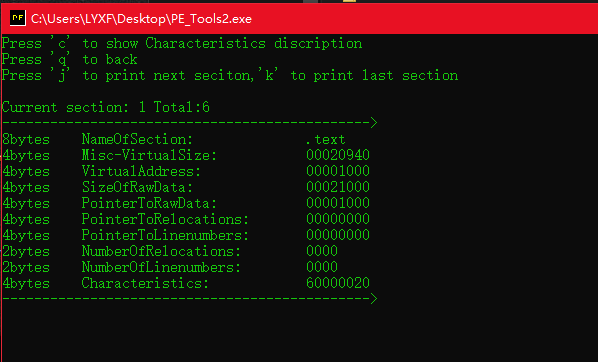 PE C:\Users\LYXF\Desktop\PE_Tools2.exe
Press 'c' to show Characteristics discription
Press 'q' to back
Press 'j' to print next seciton,'k' to print last section
Current section: 1 Total:6
---------------------------------------------->
8bytes NameOfSection: .text
4bytes Misc-VirtualSize: 00020940
4bytes VirtualAddress: 00001000
4bytes SizeOfRawData: 00021000
4bytes PointerToRawData: 00001000
4bytes PointerToRelocations: 00000000
4bytes PointerToLinenumbers: 00000000
2bytes NumberOfRelocations: 0000
2bytes NumberOfLinenumbers: 0000
4bytes Characteristics: 60000020
---------------------------------------------->